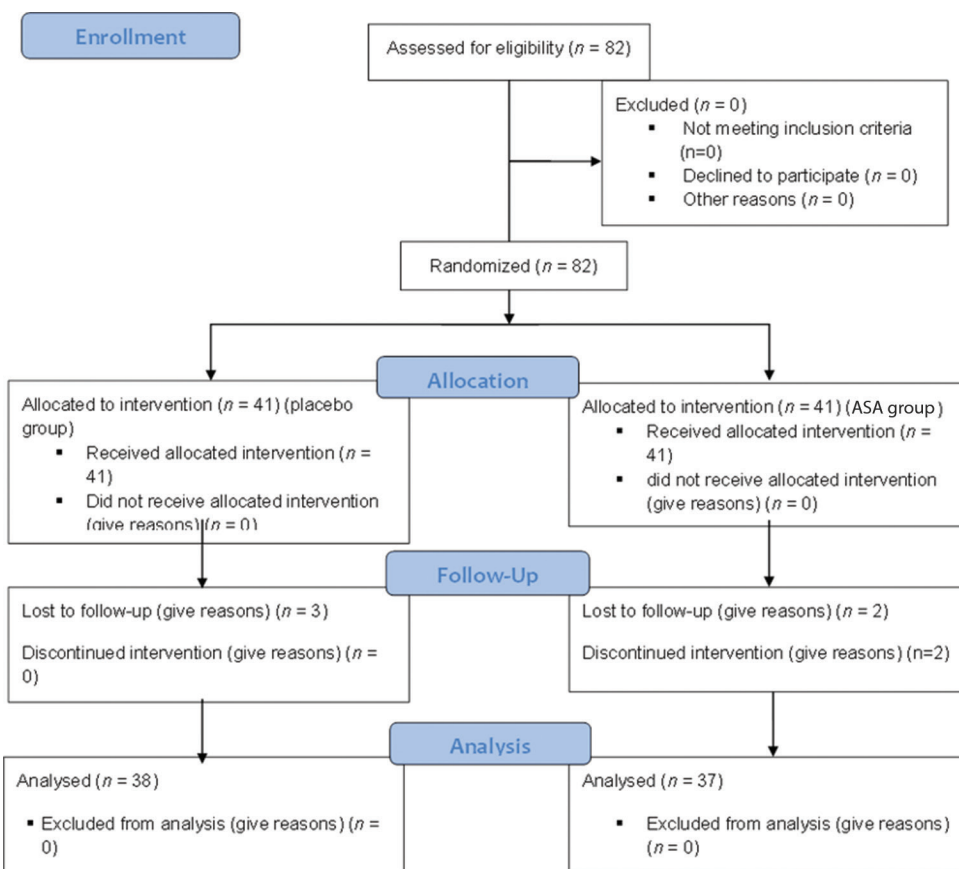 Enrollment
Assessed for eligibility (n = 82)
Excluded (n = 0)
▪ Not meeting inclusion criteria
(n=0)
▪ Declined to participate (n = 0)
▪ Other reasons (n = 0)
Randomized (n = 82)
Allocation
Allocated to intervention (n = 41) (placebo
group)
▪ Received allocated intervention (n =
41)
▪ Did not receive allocated intervention
(give reasons) (n = 0)
Allocated to intervention (n = 41) (ASA group)
▪ Received allocated intervention (n =
41)
▪ did not receive allocated intervention
(give reasons) (n = 0)
Follow-Up
Lost to follow-up (give reasons) (n = 3)
Discontinued intervention (give reasons) (n =
0)
Lost to follow-up (give reasons) (n = 2)
Discontinued intervention (give reasons) (n=2)
Analysis
Analysed (n = 38)
▪ Excluded from analysis (give reasons) (n =
0)
Analysed (n = 37)
▪ Excluded from analysis (give reasons)
(n = 0)